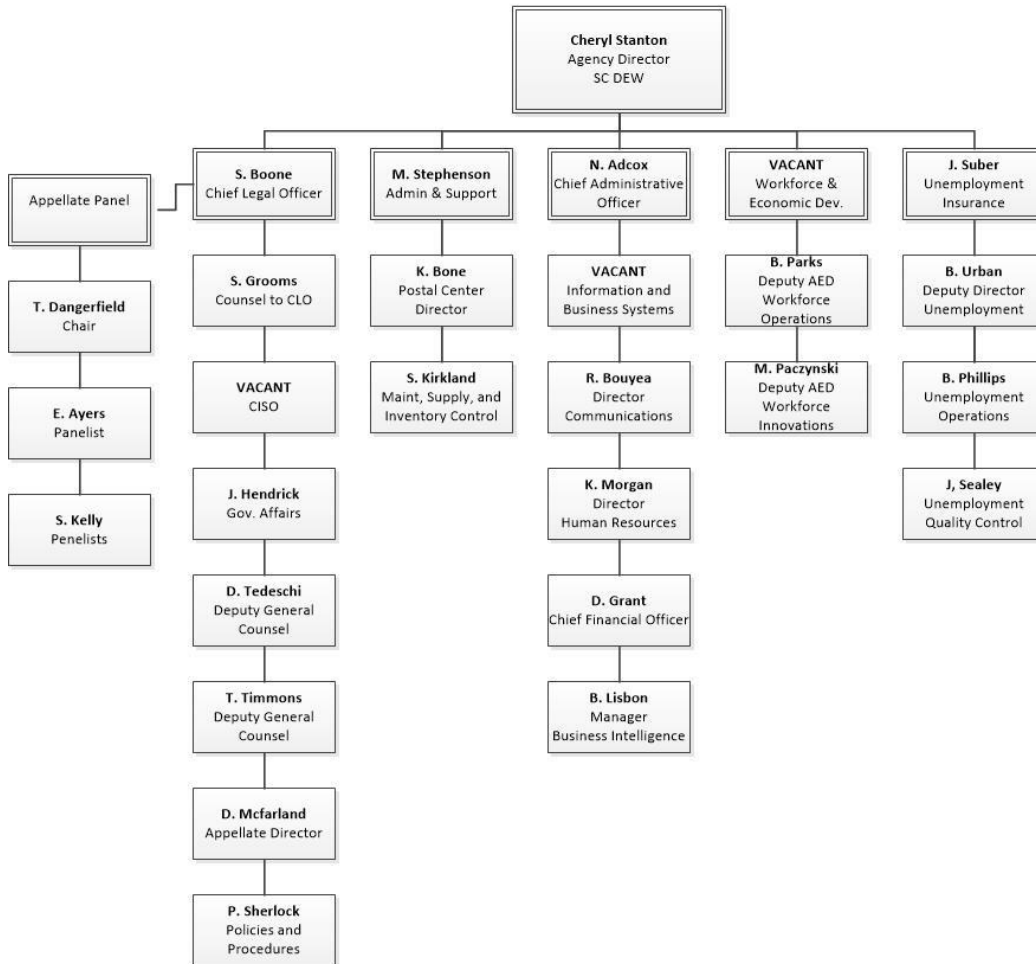 Cheryl Stanton
Agency Director
SC DEW
Appellate Panel
T. Dangerfield
Chair
E. Ayers
Panelist
S. Kelly
Penelists
S. Boone
Chief Legal Officer
S. Grooms
Counsel to CLO
VACANT
CISO
J. Hendrick
Gov. Affairs
D. Tedeschi
Deputy General
Counsel
T. Timmons
Deputy General
Counsel
D. Mcfarland
Appellate Director
P. Sherlock
Policies and
Procedures
M. Stephenson
Admin & Support
K. Bone
Postal Center
Director
S. Kirkland
Maint, Supply, and
Inventory Control
N. Adcox
Chief Administrative
Officer
VACANT
Information and
Business Systems
R. Bouyea
Director
Communications
K. Morgan
Director
Human Resources
D. Grant
Chief Financial Officer
B. Lisbon
Manager
Business Intelligence
VACANT
Workforce &
Economic Dev.
B. Parks
Deputy AED
Workforce
Operations
M. Paczynski
Deputy AED
Workforce
Innovations
J. Suber
Unemployment
Insurance
B. Urban
Deputy Director
Unemployment
B. Phillips
Unemployment
Operations
J, Sealey
Unemployment
Quality Control